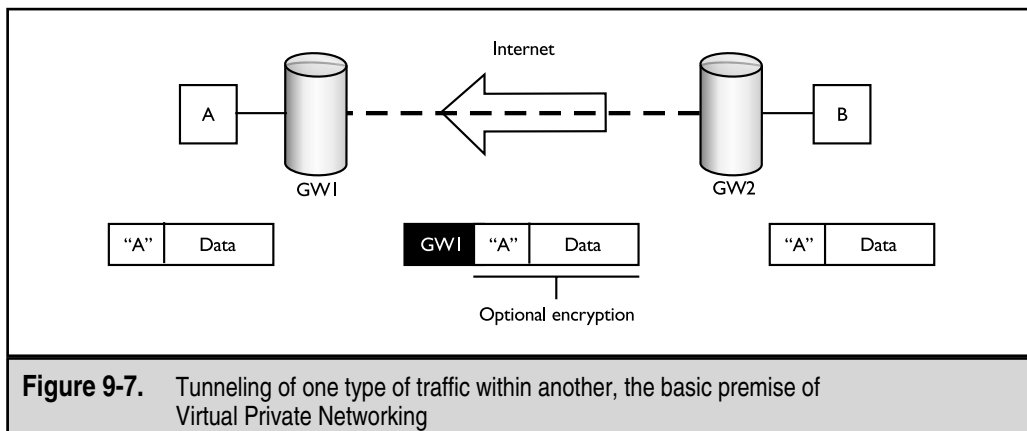 Internet
A
B
GW1
GW2
“A” Data
GW1 “A” Data
“A” Data
Optional encryption
Figure 9-7. Tunneling of one type of traffic within another, the basic premise of
Virtual Private Networking